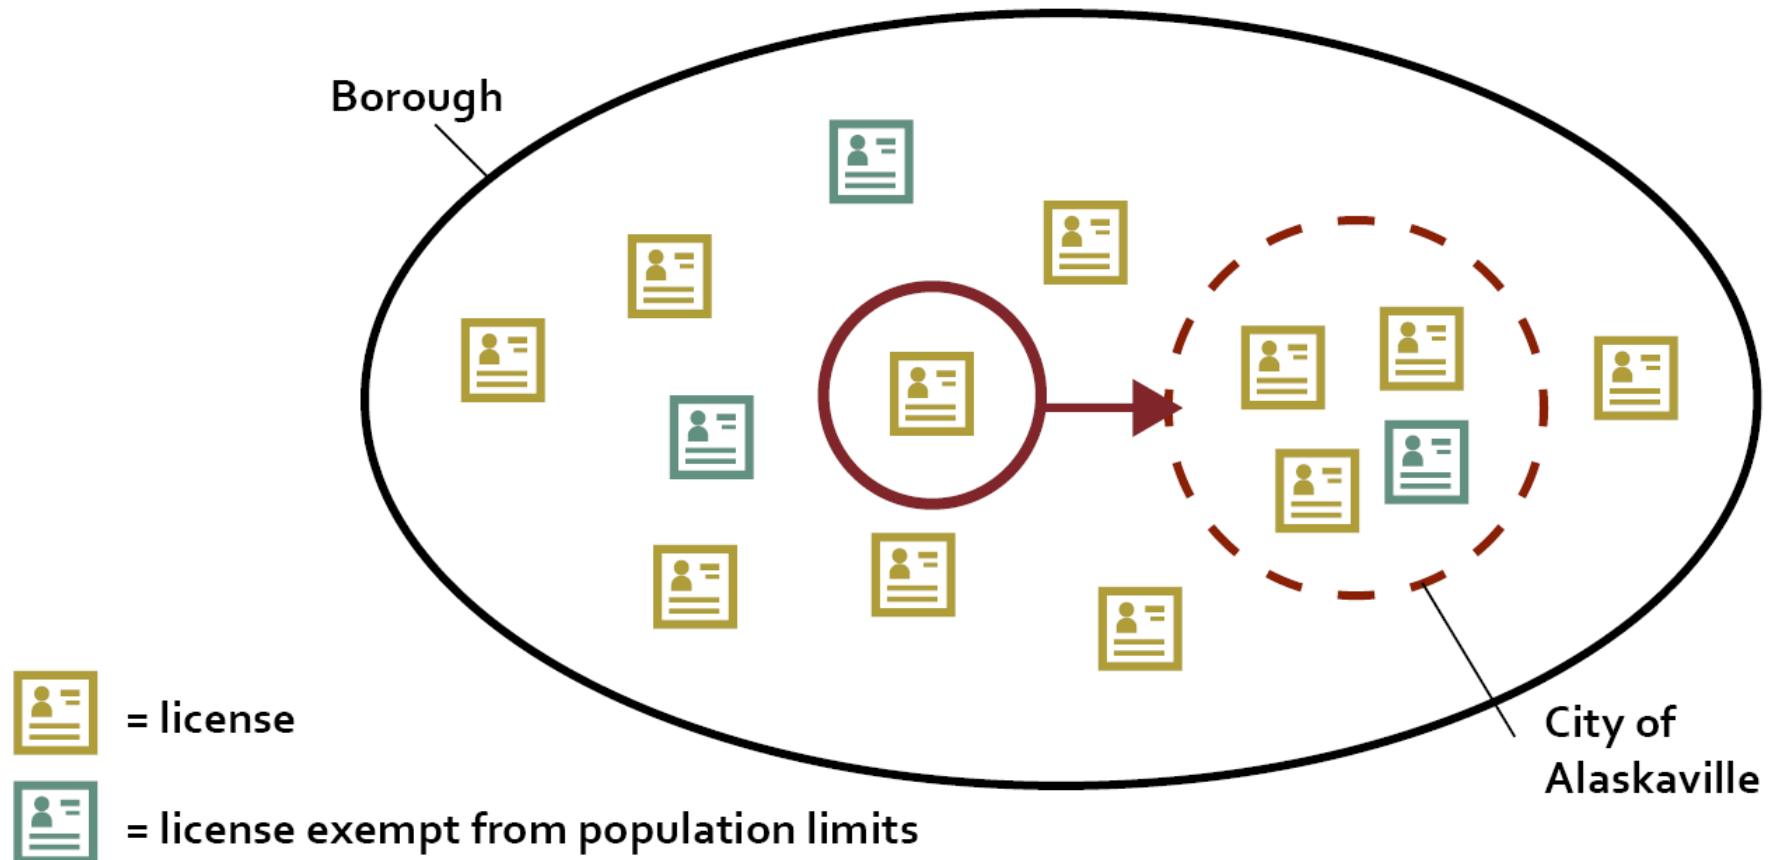 Borough
= license
City of
Alaskaville
= license exempt from population limits